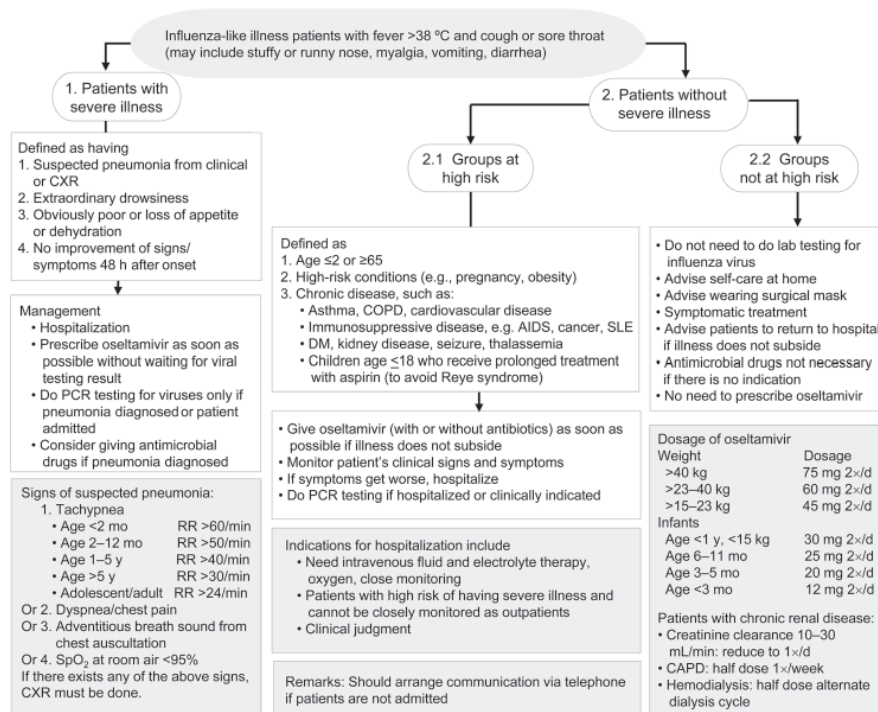 Influenza-like illness patients with fever >38 ºC and cough or sore throat
(may include stuffy or runny nose, myalgia, vomiting, diarrhea)
1. Patients with
severe illness
Defined as having
1. Suspected pneumonia from clinical
or CXR
2. Extraordinary drowsiness
3. Obviously poor or loss of appetite
or dehydration
4. No improvement of signs/
symptoms 48 h after onset
Management
• Hospitalization
• Prescribe oseltamivir as soon as
possible without waiting for viral
testing result
• Do PCR testing for viruses only if
pneumonia diagnosed or patient
admitted
• Consider giving antimicrobial
drugs if pneumonia diagnosed
Signs of suspected pneumonia:
1. Tachypnea
• Age <2 mo RR >60/min
• Age 2–12 mo RR >50/min
• Age 1–5 y RR >40/min
• Age >5 y RR >30/min
• Adolescent/adult RR >24/min
Or 2. Dyspnea/chest pain
Or 3. Adventitious breath sound from
chest auscultation
Or 4. SpO₂ at room air <95%
If there exists any of the above signs,
CXR must be done.
2. Patients without
severe illness
2.1 Groups at
high risk
Defined as
1. Age ≤2 or ≥65
2. High-risk conditions (e.g., pregnancy, obesity)
3. Chronic disease, such as:
• Asthma, COPD, cardiovascular disease
• Immunosuppressive disease, e.g. AIDS, cancer, SLE
• DM, kidney disease, seizure, thalassemia
• Children age ≤18 who receive prolonged treatment
with aspirin (to avoid Reye syndrome)
• Give oseltamivir (with or without antibiotics) as soon as
possible if illness does not subside
• Monitor patient's clinical signs and symptoms
• If symptoms get worse, hospitalize
• Do PCR testing if hospitalized or clinically indicated
Indications for hospitalization include
• Need intravenous fluid and electrolyte therapy,
oxygen, close monitoring
• Patients with high risk of having severe illness and
cannot be closely monitored as outpatients
• Clinical judgment
Remarks: Should arrange communication via telephone
if patients are not admitted
2.2 Groups
not at high risk
• Do not need to do lab testing for
influenza virus
• Advise self-care at home
• Advise wearing surgical mask
• Symptomatic treatment
• Advise patients to return to hospital
if illness does not subside
• Antimicrobial drugs not necessary
if there is no indication
• No need to prescribe oseltamivir
Dosage of oseltamivir
Weight Dosage
>40 kg 75 mg 2×/d
>23–40 kg 60 mg 2×/d
>15–23 kg 45 mg 2×/d
Infants
Age <1 y, <15 kg 30 mg 2×/d
Age 6–11 mo 25 mg 2×/d
Age 3–5 mo 20 mg 2×/d
Age <3 mo 12 mg 2×/d
Patients with chronic renal disease:
• Creatinine clearance 10–30
mL/min: reduce to 1×/d
• CAPD: half dose 1×/week
• Hemodialysis: half dose alternate
dialysis cycle